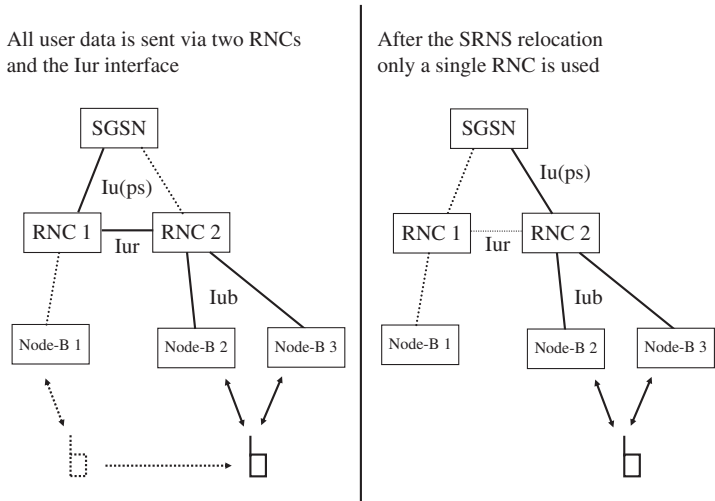 All user data is sent via two RNCs
and the Iur interface
SGSN
Iu(ps)
RNC 1
RNC 2
Iur
Iub
Node-B 1
Node-B 2
Node-B 3
After the SRNS relocation
only a single RNC is used
SGSN
Iu(ps)
RNC 1
RNC 2
Iur
Iub
Node-B 1
Node-B 2
Node-B 3